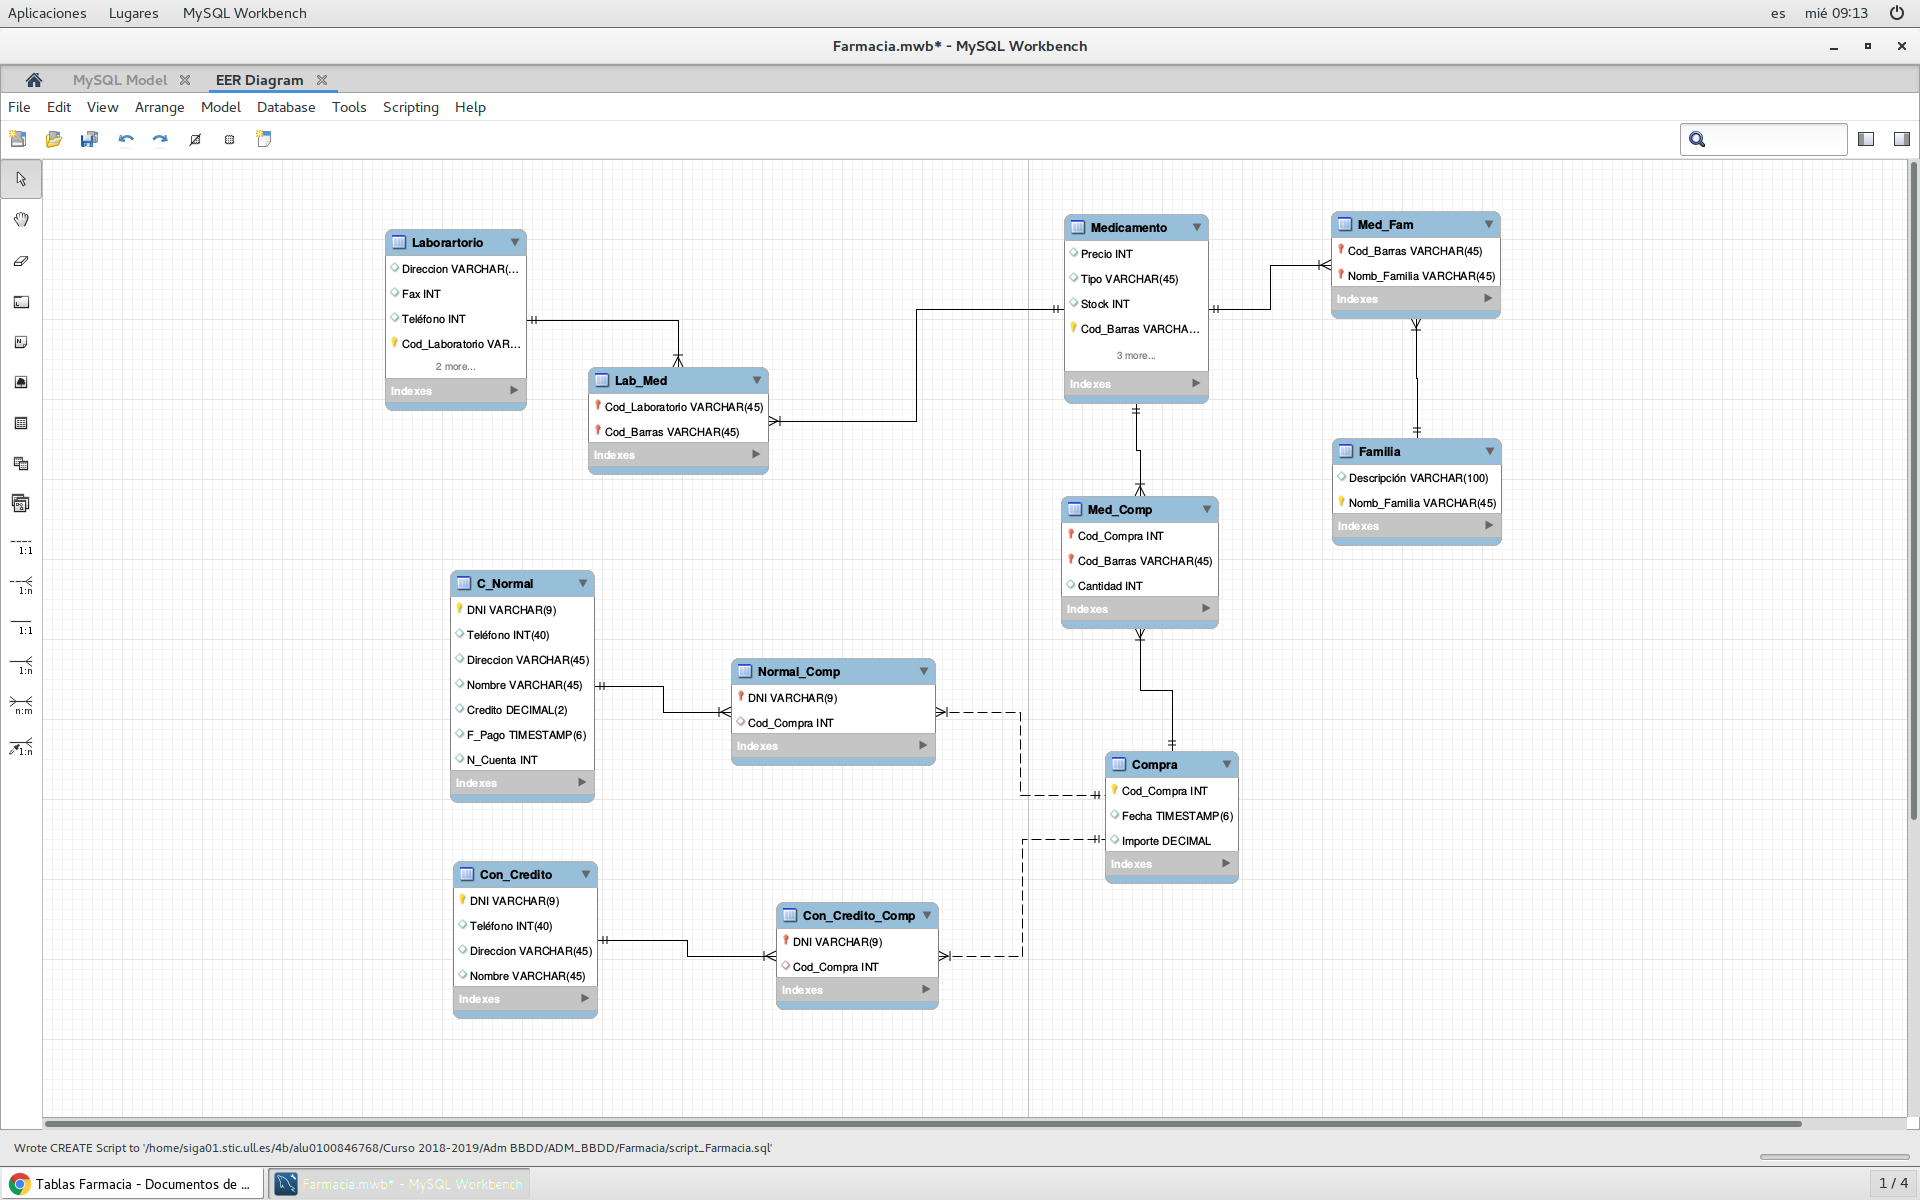 Aplicaciones Lugares MySQL Workbench es mié 09:13
Farmacia.mwb* - MySQL Workbench
MySQL Model EER Diagram
File Edit View Arrange Model Database Tools Scripting Help
Laborartorio
Direccion VARCHAR(...
Fax INT
Teléfono INT
Cod_Laboratorio VAR...
2 more...
Indexes
Medicamento
Precio INT
Tipo VARCHAR(45)
Stock INT
Cod_Barras VARCHA...
3 more...
Indexes
Med_Fam
Cod_Barras VARCHAR(45)
Nomb_Familia VARCHAR(45)
Indexes
Lab_Med
Cod_Laboratorio VARCHAR(45)
Cod_Barras VARCHAR(45)
Indexes
Familia
Descripción VARCHAR(100)
Nomb_Familia VARCHAR(45)
Indexes
Med_Comp
Cod_Compra INT
Cod_Barras VARCHAR(45)
Cantidad INT
Indexes
1:1
1:n
1:1
1:n
n:m
1:n
C_Normal
DNI VARCHAR(9)
Teléfono INT(40)
Direccion VARCHAR(45)
Nombre VARCHAR(45)
Credito DECIMAL(2)
F_Pago TIMESTAMP(6)
N_Cuenta INT
Indexes
Normal_Comp
DNI VARCHAR(9)
Cod_Compra INT
Indexes
Compra
Cod_Compra INT
Fecha TIMESTAMP(6)
Importe DECIMAL
Indexes
Con_Credito
DNI VARCHAR(9)
Teléfono INT(40)
Direccion VARCHAR(45)
Nombre VARCHAR(45)
Indexes
Con_Credito_Comp
DNI VARCHAR(9)
Cod_Compra INT
Indexes
Wrote CREATE Script to '/home/siga01.stic.ull.es/4b/alu0100846768/Curso 2018-2019/Adm BBDD/ADM_BBDD/Farmacia/script_Farmacia.sql'
Tablas Farmacia - Documentos de ... Farmacia.mwb* - MySQL Workbench 1 / 4